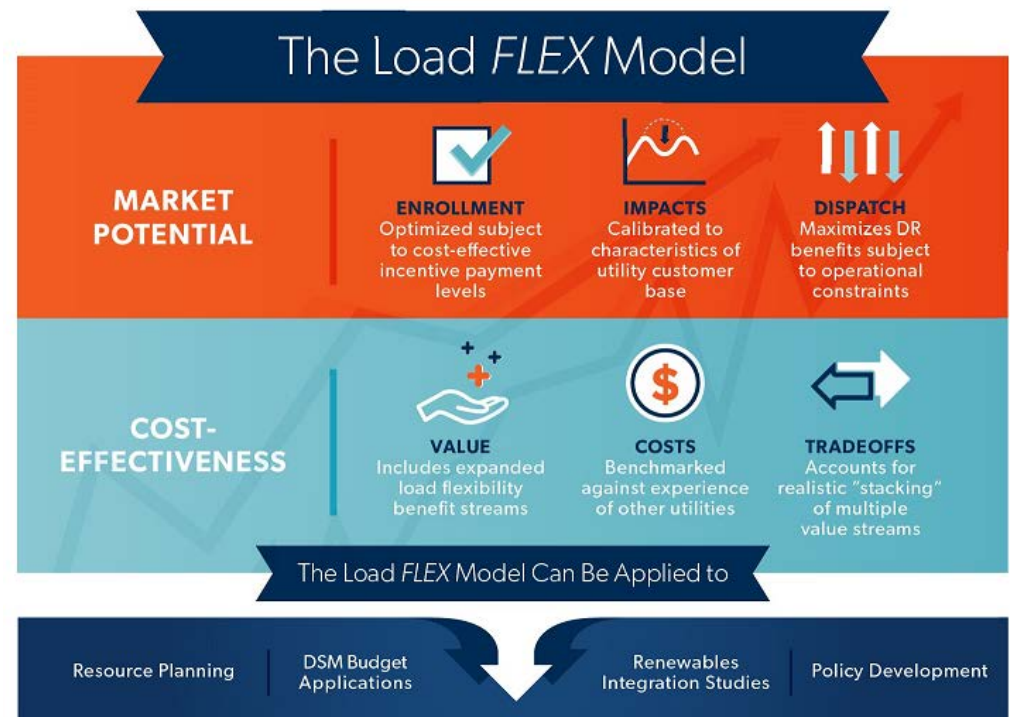 The Load FLEX Model
MARKET
POTENTIAL
ENROLLMENT
Optimized subject
to cost-effective
incentive payment
levels
IMPACTS
Calibrated to
characteristics of
utility customer
base
DISPATCH
Maximizes DR
benefits subject
to operational
constraints
COST-
EFFECTIVENESS
VALUE
Includes expanded
load flexibility
benefit streams
$
COSTS
Benchmarked
against experience
of other utilities
TRADEOFFS
Accounts for
realistic “stacking”
of multiple
value streams
The Load FLEX Model Can Be Applied to
Resource Planning
DSM Budget
Applications
Renewables
Integration Studies
Policy Development